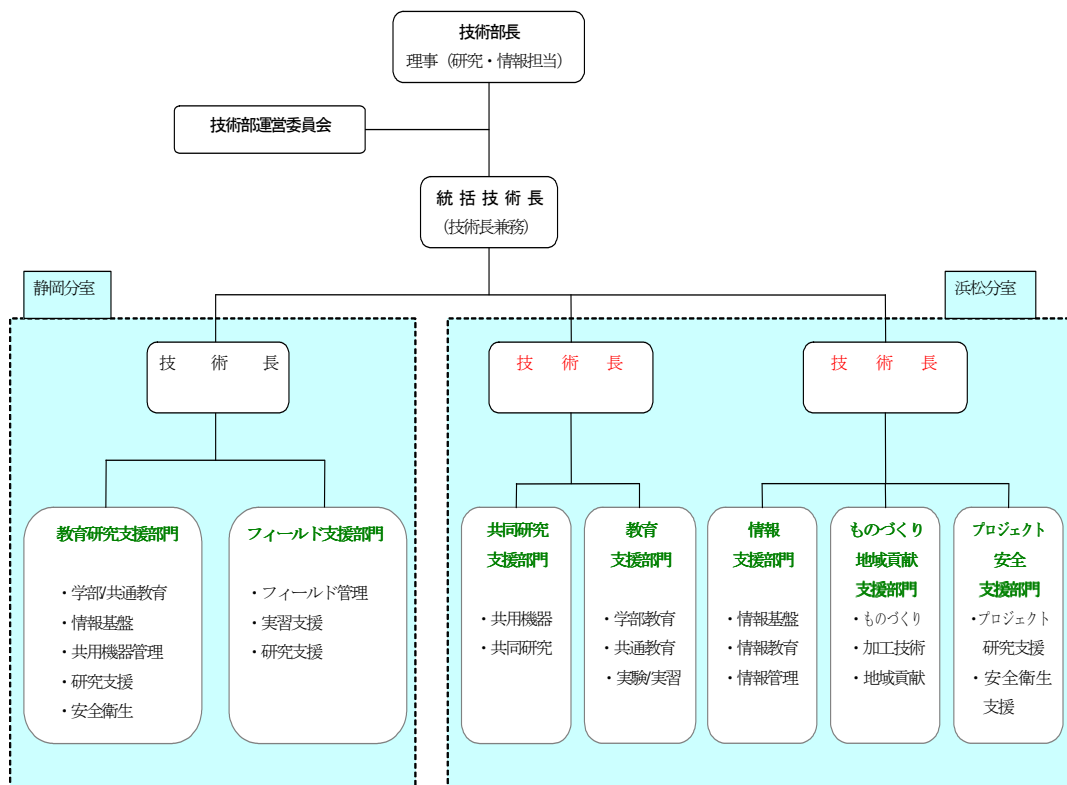 技術部長
理事（研究・情報担当）
技術部運営委員会
統括技術長
（技術長兼務）
静岡分室
浜松分室
技術長
技術長
技術長
教育研究支援部門
・学部/共通教育
・情報基盤
・共用機器管理
・研究支援
・安全衛生
フィールド支援部門
・フィールド管理
・実習支援
・研究支援
共同研究
支援部門
・共用機器
・共同研究
教育
支援部門
・学部教育
・共通教育
・実験/実習
情報
支援部門
・情報基盤
・情報教育
・情報管理
ものづくり
地域貢献
支援部門
・ものづくり
・加工技術
・地域貢献
プロジェクト
安全
支援部門
・プロジェクト
研究支援
・安全衛生
支援